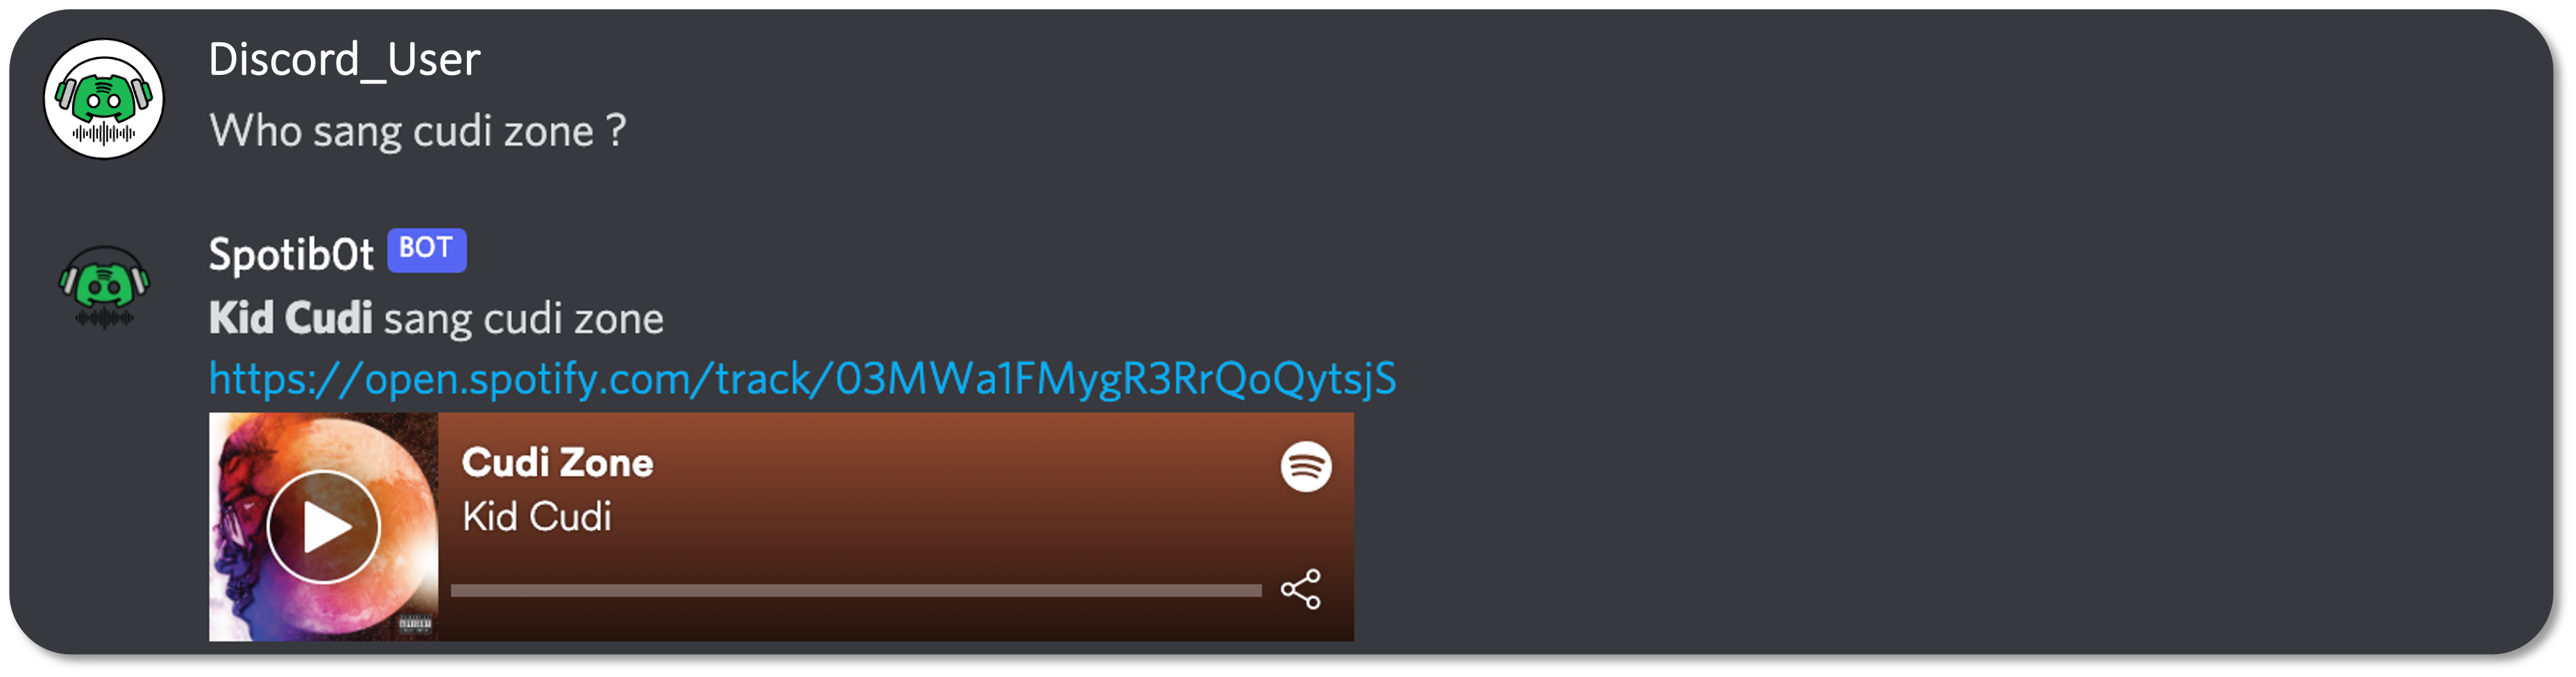 Discord_User
Who sang cudi zone ?
Spotib0t BOT
Kid Cudi sang cudi zone
https://open.spotify.com/track/03MWa1FMygR3RrQoQytsjS
Cudi Zone
Kid Cudi